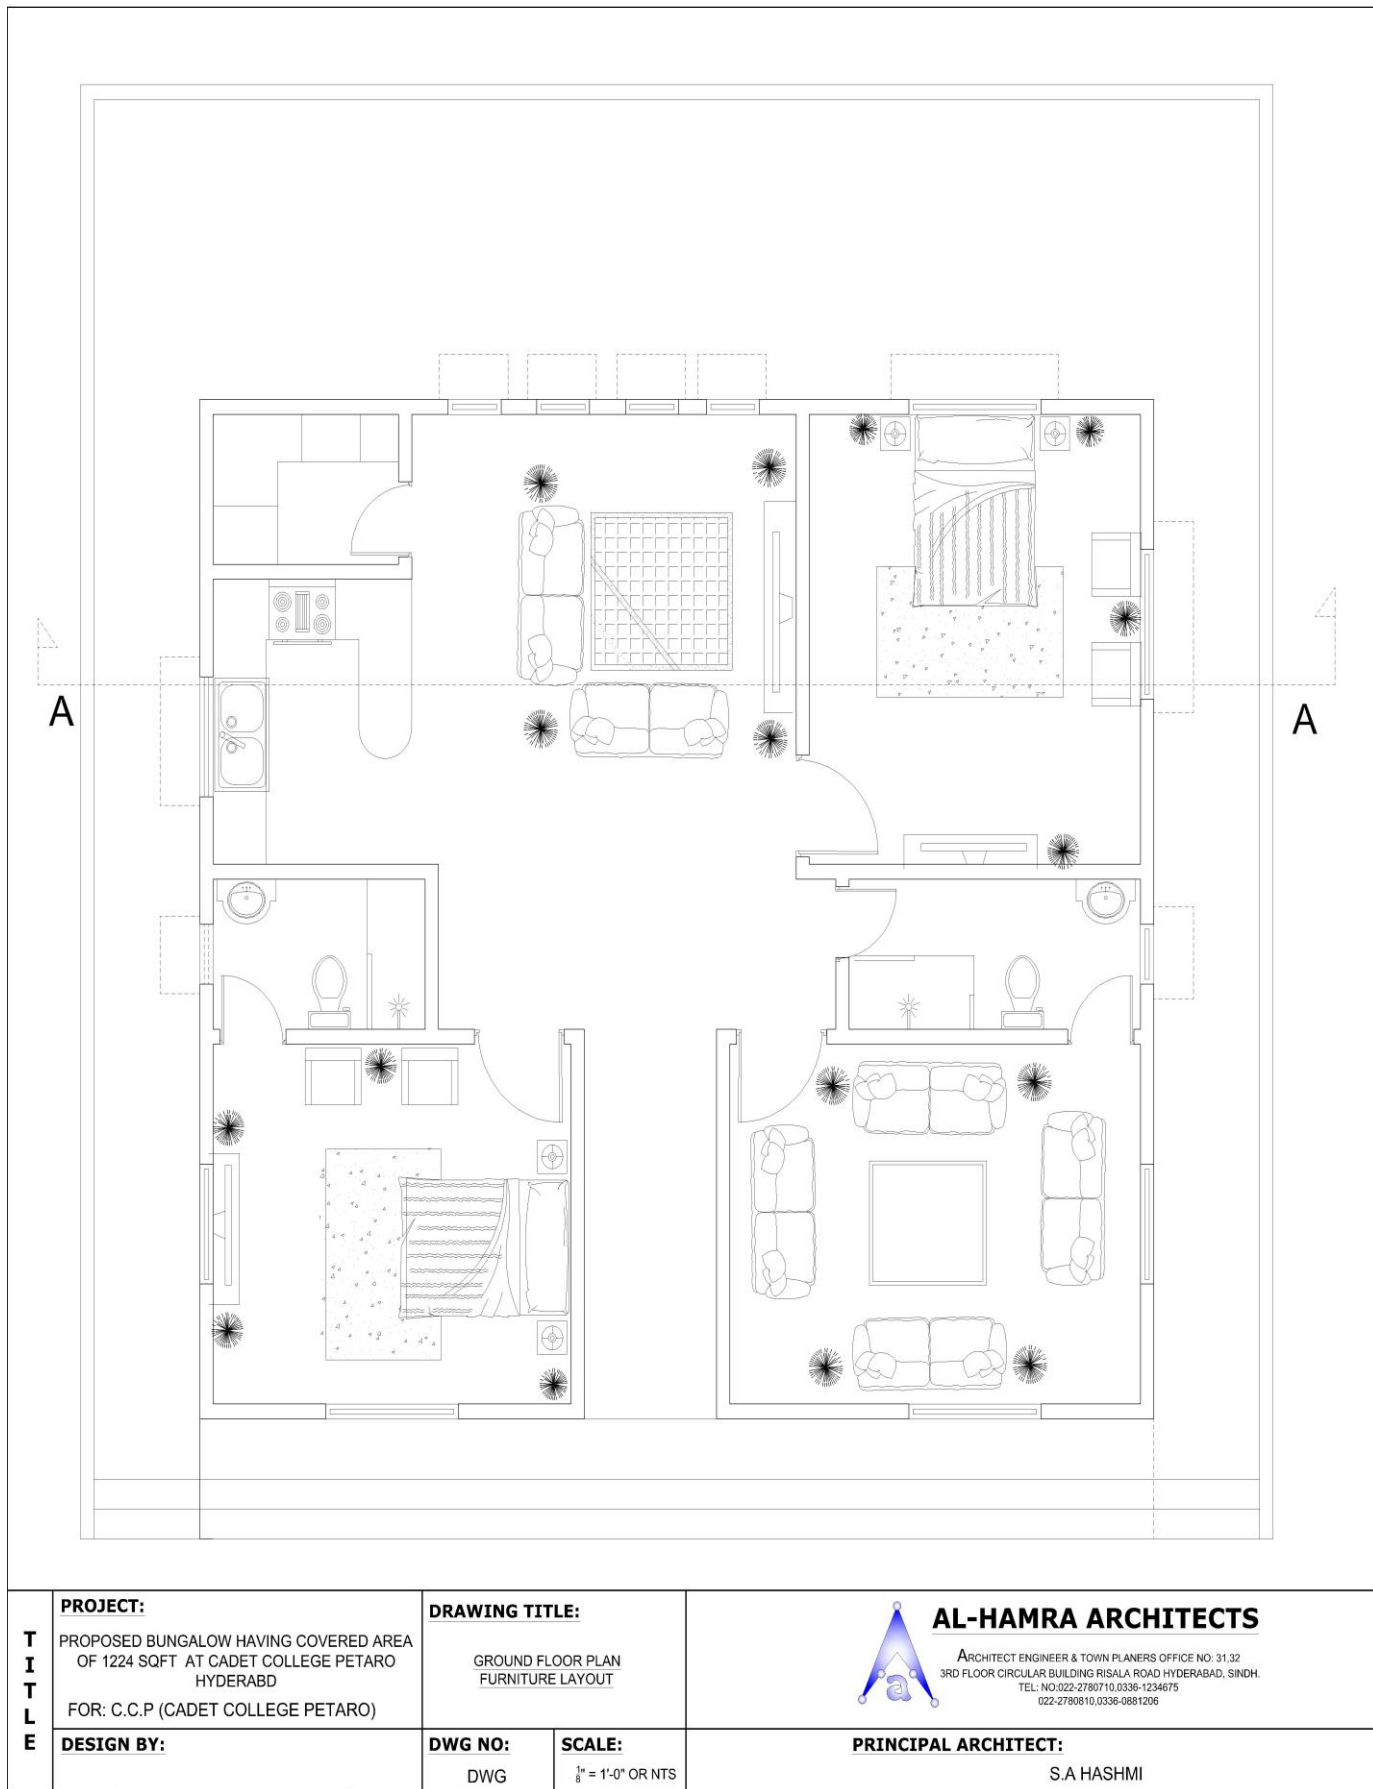 A
A
TITLE
PROJECT:
PROPOSED BUNGALOW HAVING COVERED AREA
OF 1224 SQFT AT CADET COLLEGE PETARO
HYDERABD
FOR: C.C.P (CADET COLLEGE PETARO)
DESIGN BY:
DRAWING TITLE:
GROUND FLOOR PLAN
FURNITURE LAYOUT
DWG NO:
DWG
SCALE:
1/8" = 1'-0" OR NTS
a
AL-HAMRA ARCHITECTS
ARCHITECT ENGINEER & TOWN PLANERS OFFICE NO: 31,32
3RD FLOOR CIRCULAR BUILDING RISALA ROAD HYDERABAD, SINDH.
TEL: NO:022-2780710,0336-1234675
022-2780810,0336-0881206
PRINCIPAL ARCHITECT:
S.A HASHMI